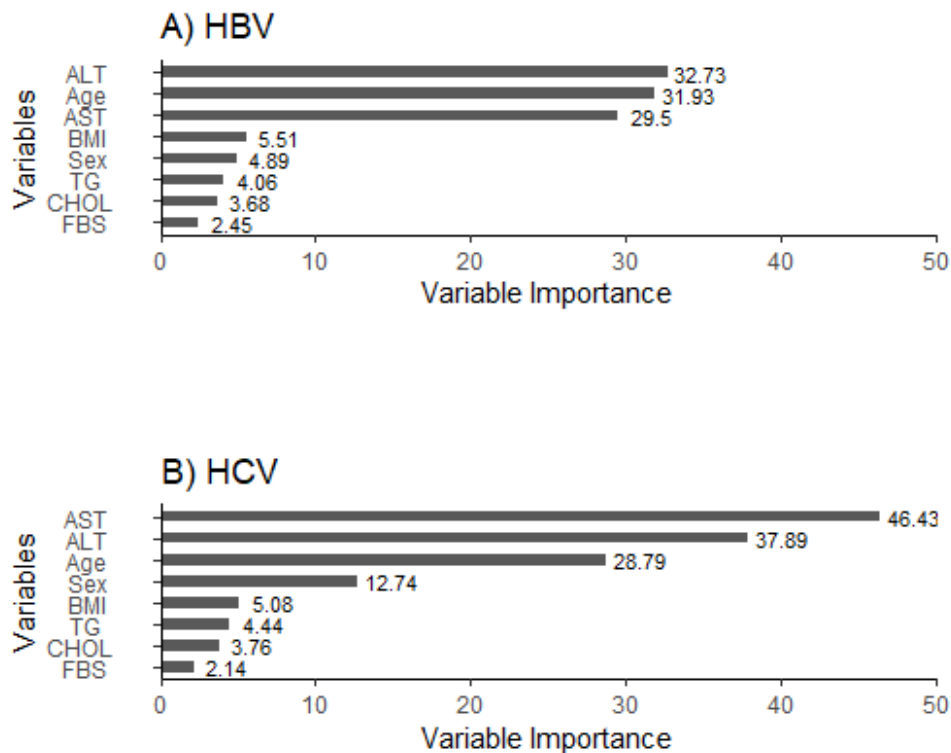 A) HBV
Variables
ALT 32.73
Age 31.93
AST 29.5
BMI 5.51
Sex 4.89
TG 4.06
CHOL 3.68
FBS 2.45
0 10 20 30 40 50
Variable Importance
B) HCV
Variables
AST 46.43
ALT 37.89
Age 28.79
Sex 12.74
BMI 5.08
TG 4.44
CHOL 3.76
FBS 2.14
0 10 20 30 40 50
Variable Importance